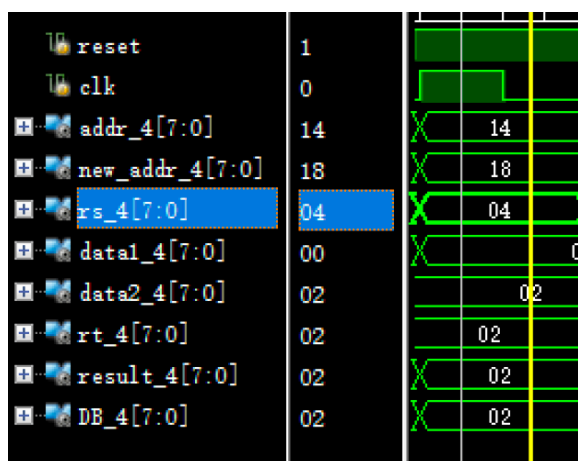 reset 1
clk 0
addr_4[7:0] 14 14
new_addr_4[7:0] 18 18
rs_4[7:0] 04 04
data1_4[7:0] 00
data2_4[7:0] 02 02
rt_4[7:0] 02 02
result_4[7:0] 02 02
DB_4[7:0] 02 02